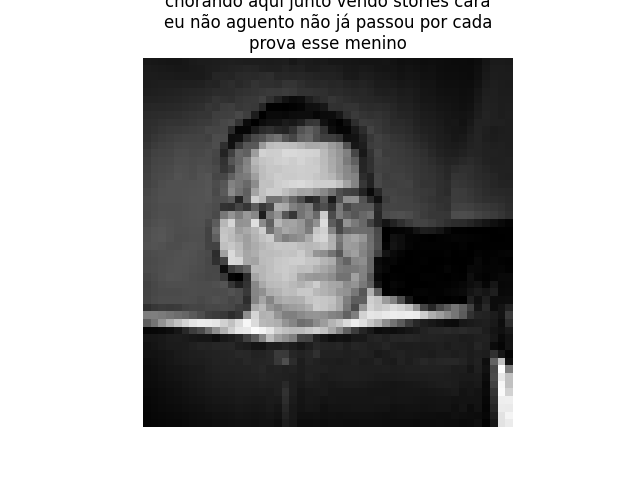 chorando aqui junto vendo stories cara
eu não aguento não já passou por cada
prova esse menino